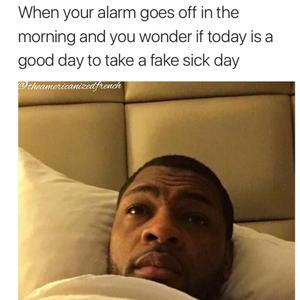 When your alarm goes off in the
morning and you wonder if today is a
good day to take a fake sick day
@theamericanizedfrench